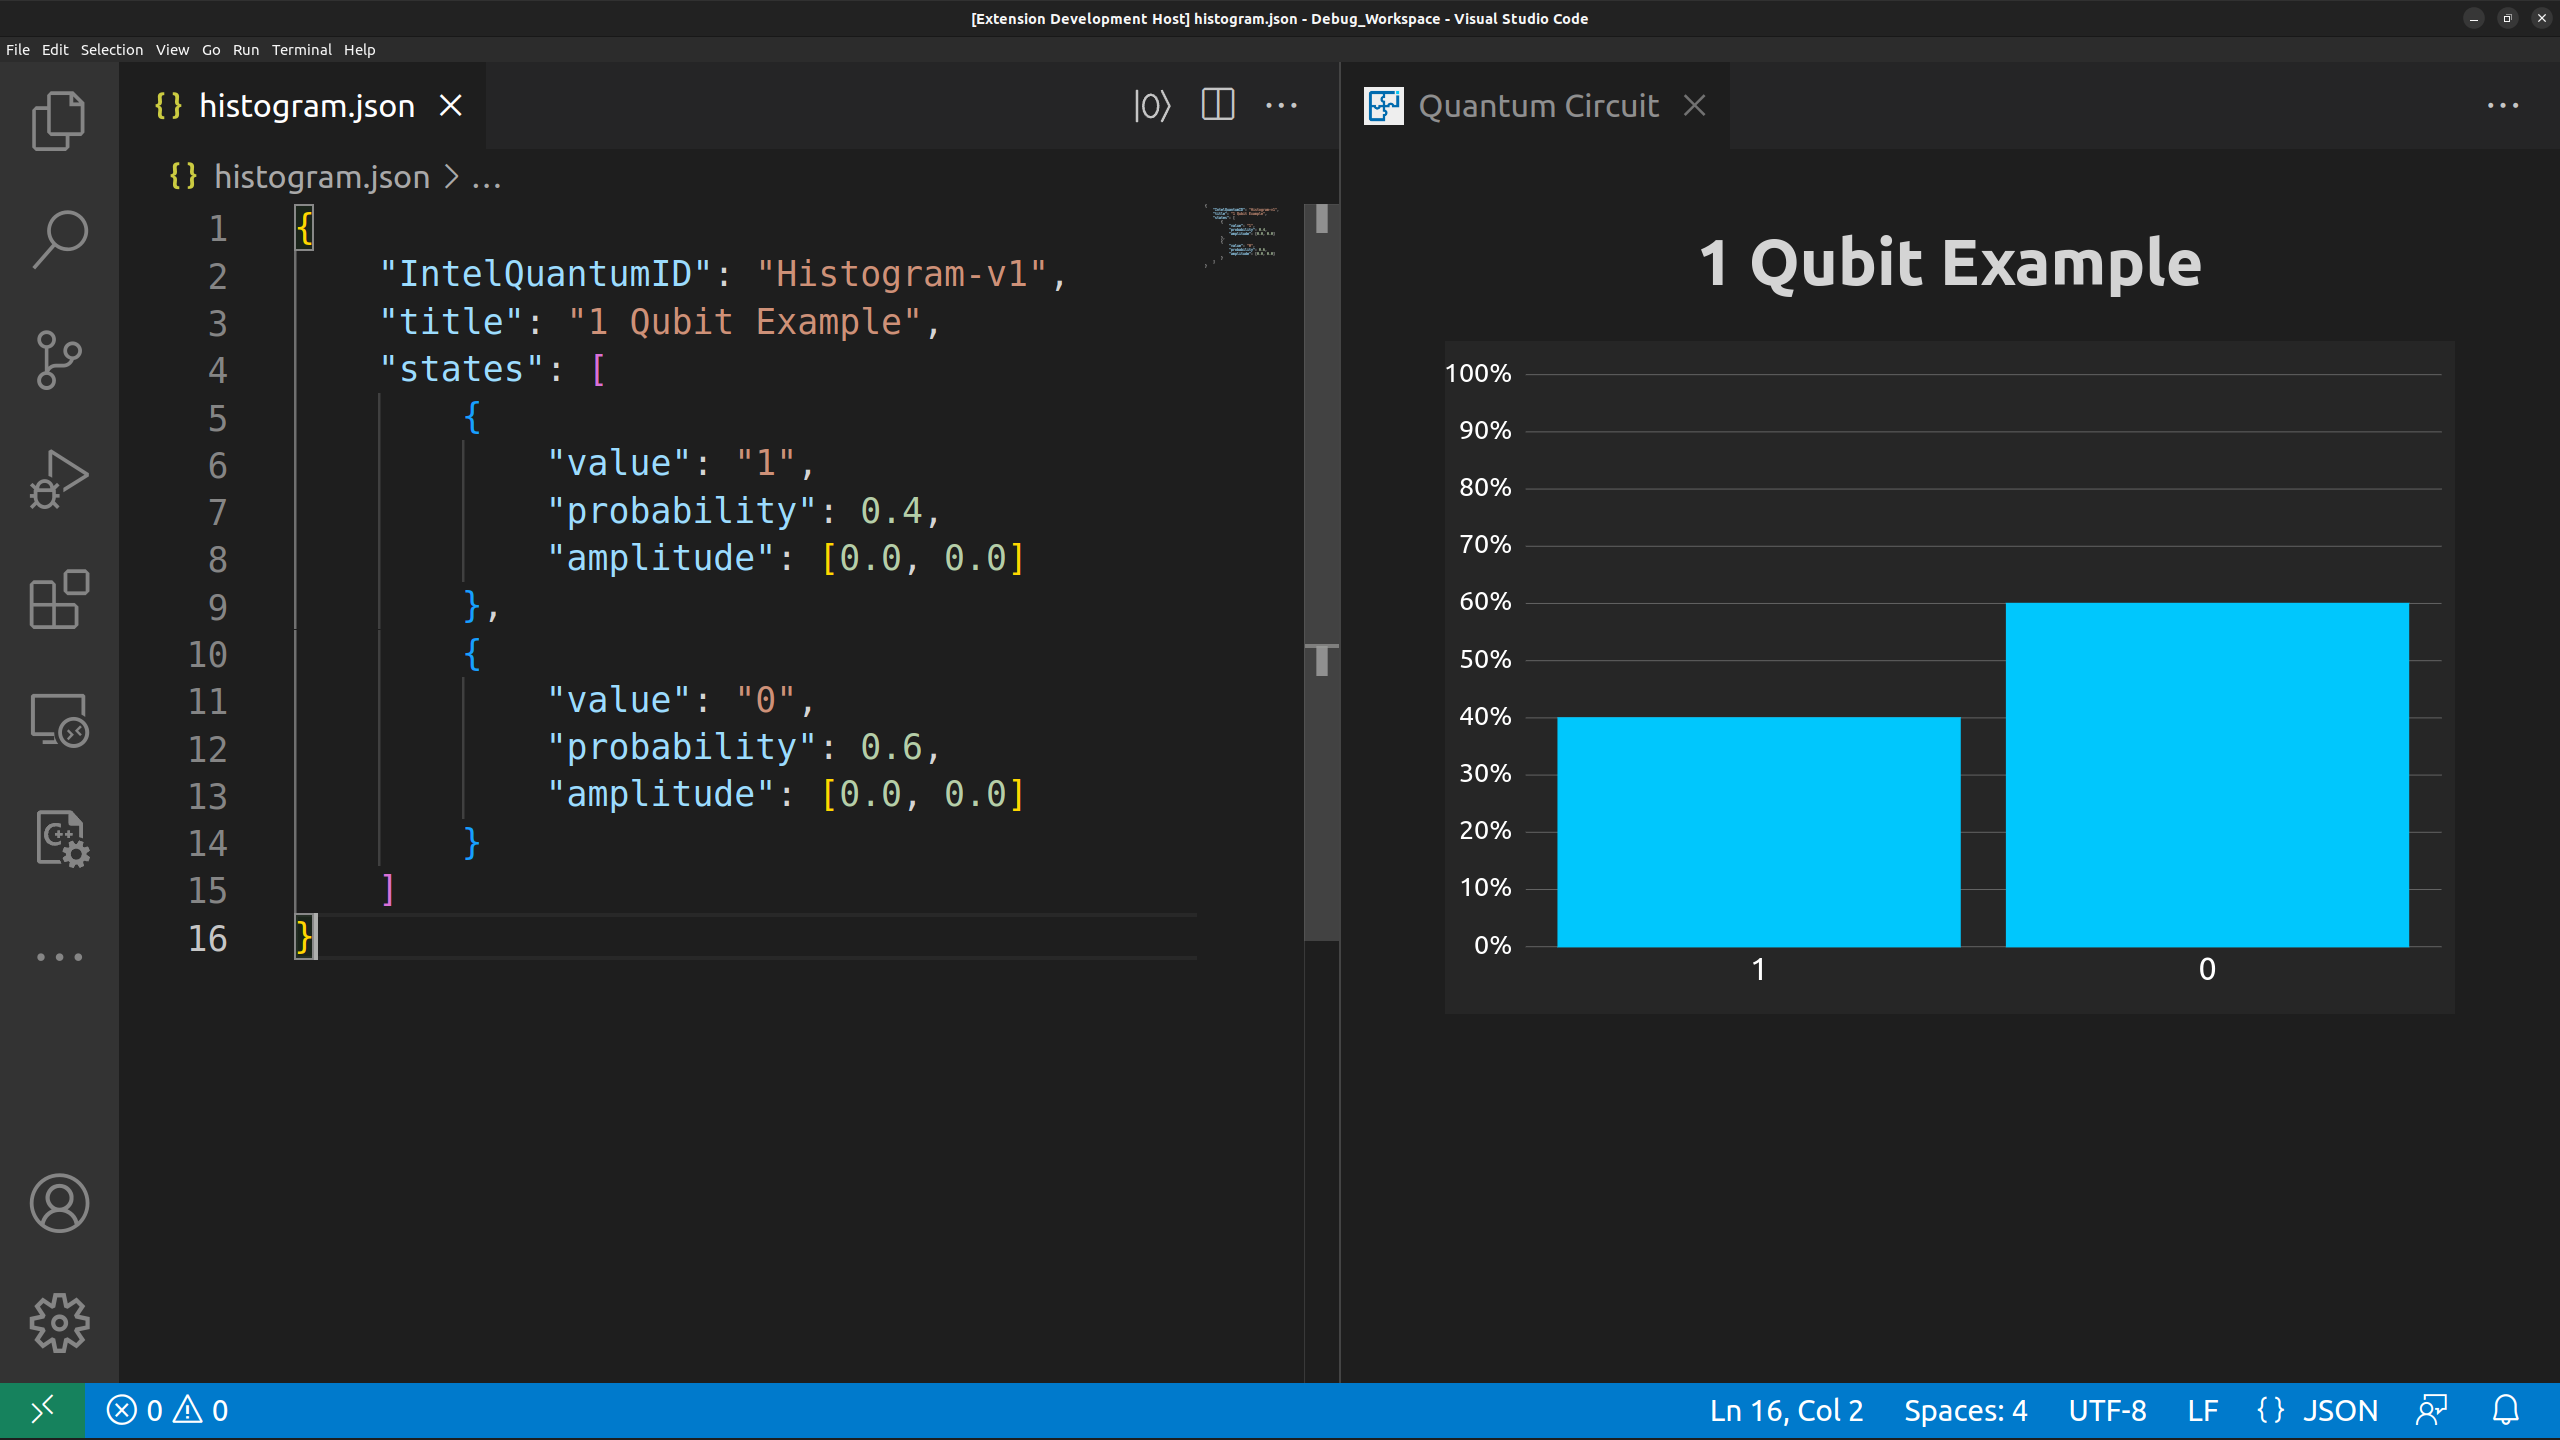 [Extension Development Host] histogram.json - Debug_Workspace - Visual Studio Code
File Edit Selection View Go Run Terminal Help
{} histogram.json
|0⟩
Quantum Circuit
{} histogram.json > ...
1 {
2 "IntelQuantumID": "Histogram-v1",
3 "title": "1 Qubit Example",
4 "states": [
5 {
6 "value": "1",
7 "probability": 0.4,
8 "amplitude": [0.0, 0.0]
9 },
10 {
11 "value": "0",
12 "probability": 0.6,
13 "amplitude": [0.0, 0.0]
14 }
15 ]
16 }
1 Qubit Example
100%
90%
80%
70%
60%
50%
40%
30%
20%
10%
0%
1 0
C++
0 0
Ln 16, Col 2 Spaces: 4 UTF-8 LF {} JSON